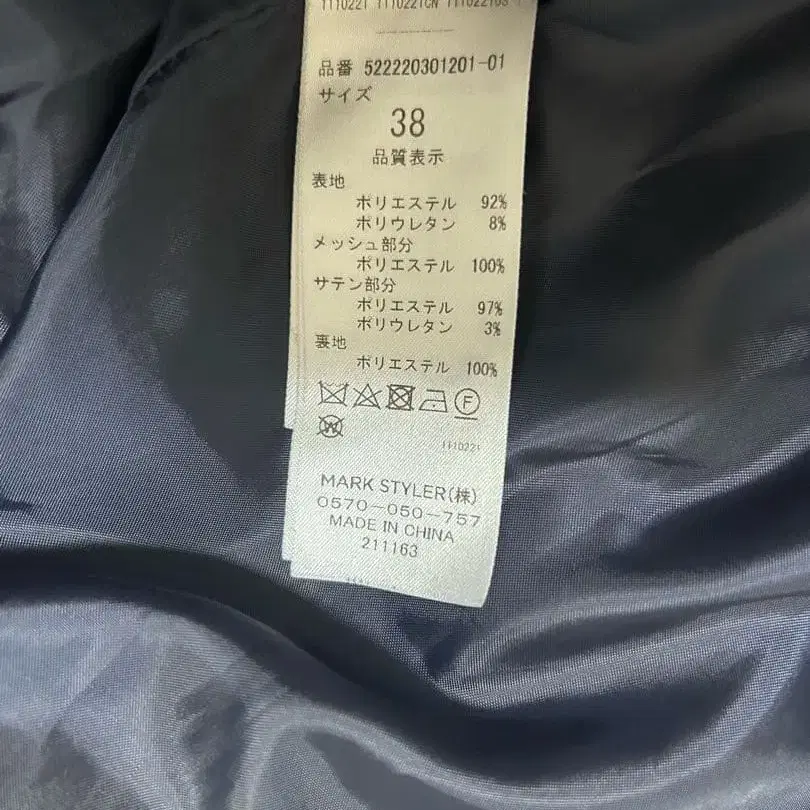 1110221 1110221CN 111022103
品番 522220301201-01
サイズ
38
品質表示
表地
ポリエステル 92%
ポリウレタン 8%
メッシュ部分
ポリエステル 100%
サテン部分
ポリエステル 97%
ポリウレタン 3%
裏地
ポリエステル 100%
F
W
1110221
MARK STYLER(株)
0570-050-757
MADE IN CHINA
211163